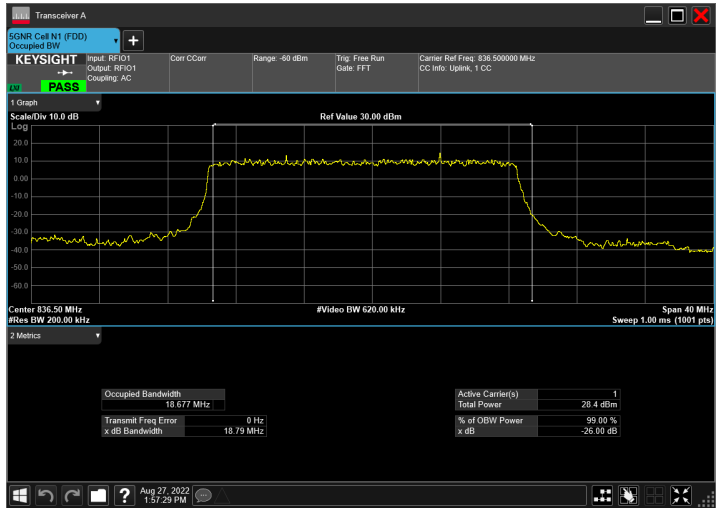 Transceiver A
5GNR Cell N1 (FDD)
Occupied BW
KEYSIGHT
Input: RFIO1
Output: RFIO1
Coupling: AC
Corr CCorr
Range: -60 dBm
Trig: Free Run
Gate: FFT
Carrier Ref Freq: 836.500000 MHz
CC Info: Uplink, 1 CC
LXI
PASS
1 Graph
Scale/Div 10.0 dB
Ref Value 30.00 dBm
Log
20.0
10.0
0.00
-10.0
-20.0
-30.0
-40.0
-50.0
-60.0
Center 836.50 MHz
#Video BW 620.00 kHz
Span 40 MHz
#Res BW 200.00 kHz
Sweep 1.00 ms (1001 pts)
2 Metrics
Occupied Bandwidth
18.677 MHz
Transmit Freq Error 0 Hz
x dB Bandwidth 18.79 MHz
Active Carrier(s) 1
Total Power 28.4 dBm
% of OBW Power 99.00 %
x dB -26.00 dB
Aug 27, 2022
1:57:29 PM